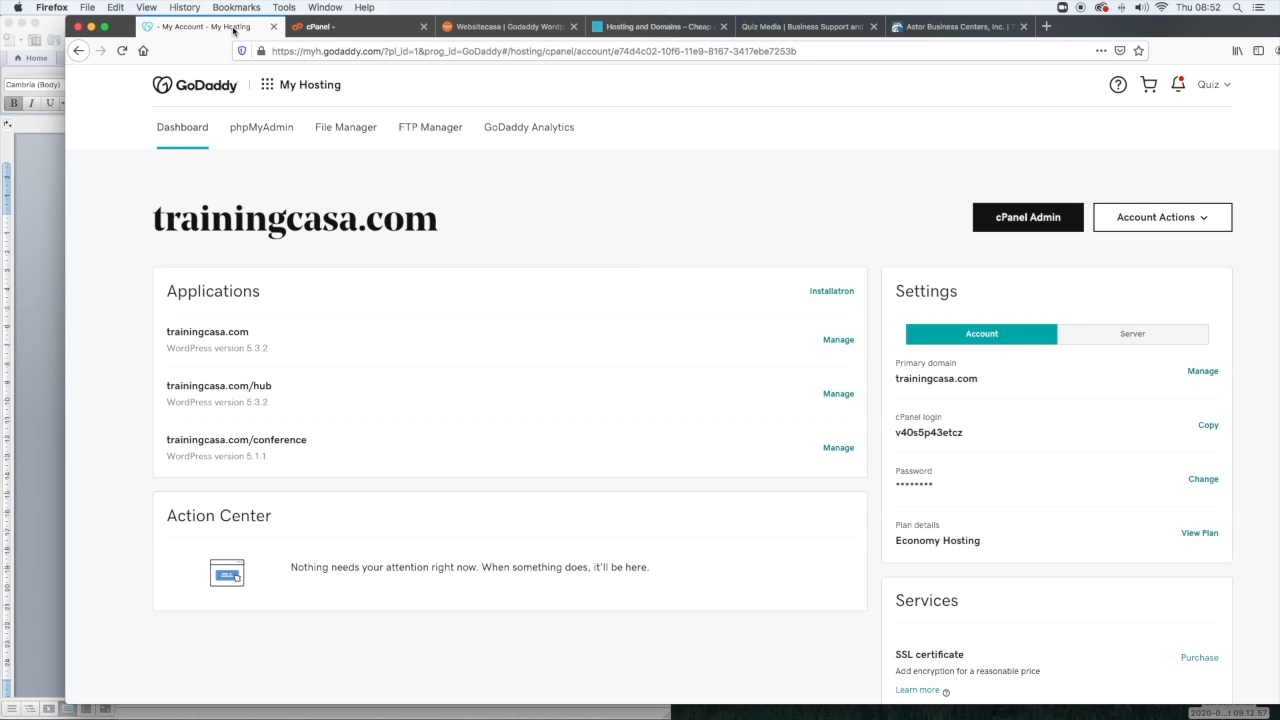 Firefox File Edit View History Bookmarks Tools Window Help Thu 08:52
- My Account - My Hosting
cPanel -
Websitecasa | Godaddy Wordp
Hosting and Domains – Cheap
Quiz Media | Business Support and
Astor Business Centers, Inc. | T
https://myh.godaddy.com/?pl_id=1&prog_id=GoDaddy#/hosting/cpanel/account/e74d4c02-10f6-11e9-8167-3417ebe7253b
Home
Cambria (Body)
B I U
GoDaddy My Hosting Quiz
Dashboard phpMyAdmin File Manager FTP Manager GoDaddy Analytics
trainingcasa.com
cPanel Admin Account Actions
Applications Installatron
trainingcasa.com
WordPress version 5.3.2
Manage
trainingcasa.com/hub
WordPress version 5.3.2
Manage
trainingcasa.com/conference
WordPress version 5.1.1
Manage
Action Center
Nothing needs your attention right now. When something does, it'll be here.
Settings
Account Server
Primary domain
trainingcasa.com
Manage
cPanel login
v40s5p43etcz
Copy
Password
********
Change
Plan details
Economy Hosting
View Plan
Services
SSL certificate
Add encryption for a reasonable price
Purchase
Learn more
2020-0...t 09.12.57